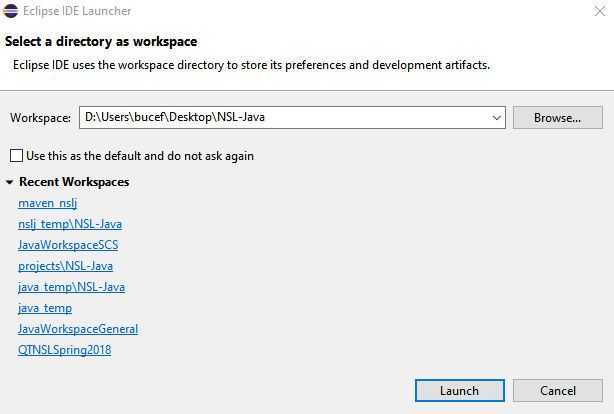 Eclipse IDE Launcher
Select a directory as workspace
Eclipse IDE uses the workspace directory to store its preferences and development artifacts.
Workspace: D:\Users\bucef\Desktop\NSL-Java Browse...
Use this as the default and do not ask again
Recent Workspaces
maven_nslj
nslj_temp\NSL-Java
JavaWorkspaceSCS
projects\NSL-Java
java_temp\NSL-Java
java_temp
JavaWorkspaceGeneral
QTNSLSpring2018
Launch Cancel